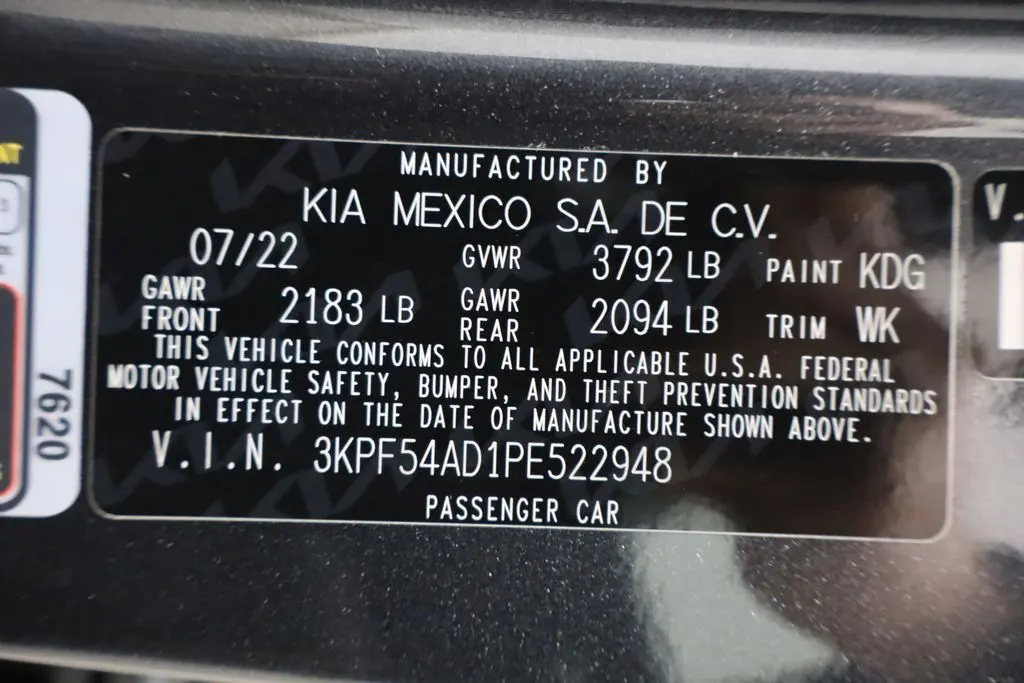 MANUFACTURED BY
KIA MEXICO S.A. DE C.V.
07/22 GVWR 3792 LB PAINT KDG
GAWR FRONT 2183 LB GAWR REAR 2094 LB TRIM WK
THIS VEHICLE CONFORMS TO ALL APPLICABLE U.S.A. FEDERAL
MOTOR VEHICLE SAFETY, BUMPER, AND THEFT PREVENTION STANDARDS
IN EFFECT ON THE DATE OF MANUFACTURE SHOWN ABOVE.
V.I.N. 3KPF54AD1PE522948
PASSENGER CAR
7620
V.